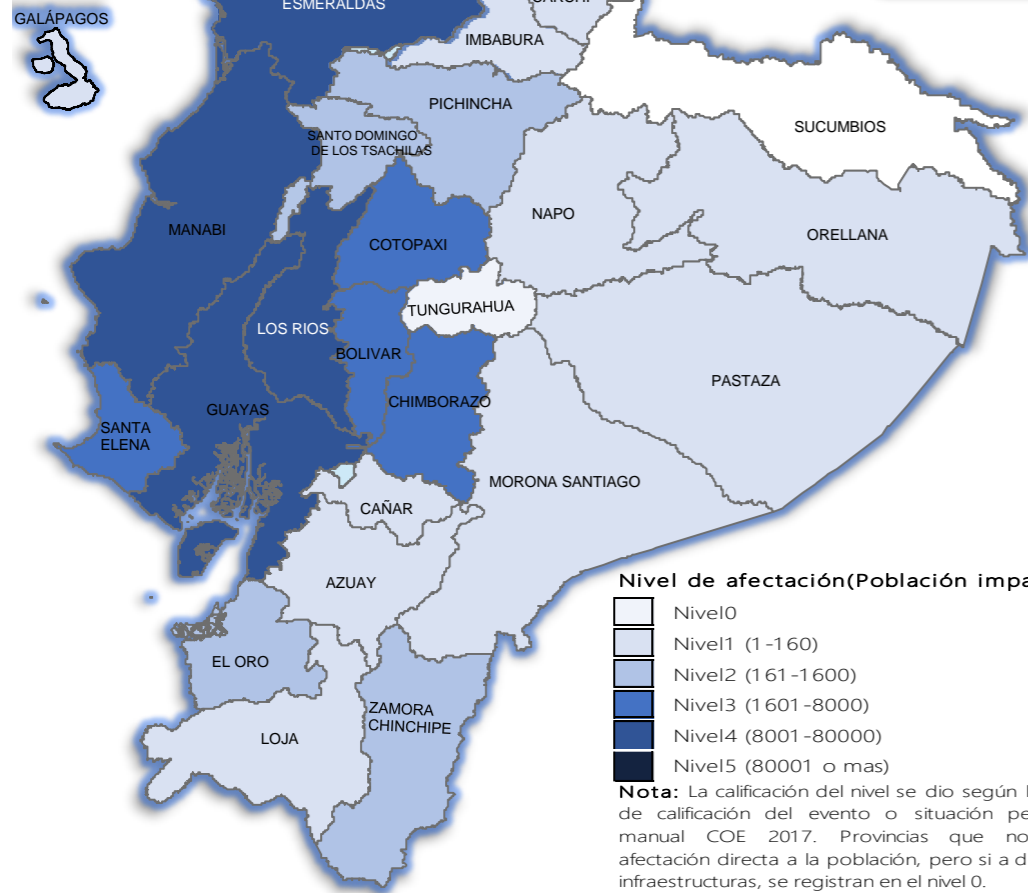 ESMERALDAS
CARCHI
GALÁPAGOS
IMBABURA
PICHINCHA
SUCUMBIOS
SANTO DOMINGO
DE LOS TSACHILAS
NAPO
MANABI
ORELLANA
COTOPAXI
TUNGURAHUA
LOS RIOS
BOLIVAR
PASTAZA
CHIMBORAZO
GUAYAS
SANTA
ELENA
MORONA SANTIAGO
CAÑAR
AZUAY
EL ORO
ZAMORA
CHINCHIPE
LOJA
Nivel de afectación(Población impa
Nivel0
Nivel1 (1-160)
Nivel2 (161-1600)
Nivel3 (1601-8000)
Nivel4 (8001-80000)
Nivel5 (80001 o mas)
Nota: La calificación del nivel se dio según
de calificación del evento o situación pe
manual COE 2017. Provincias que no
afectación directa a la población, pero si a d
infraestructuras, se registran en el nivel 0.